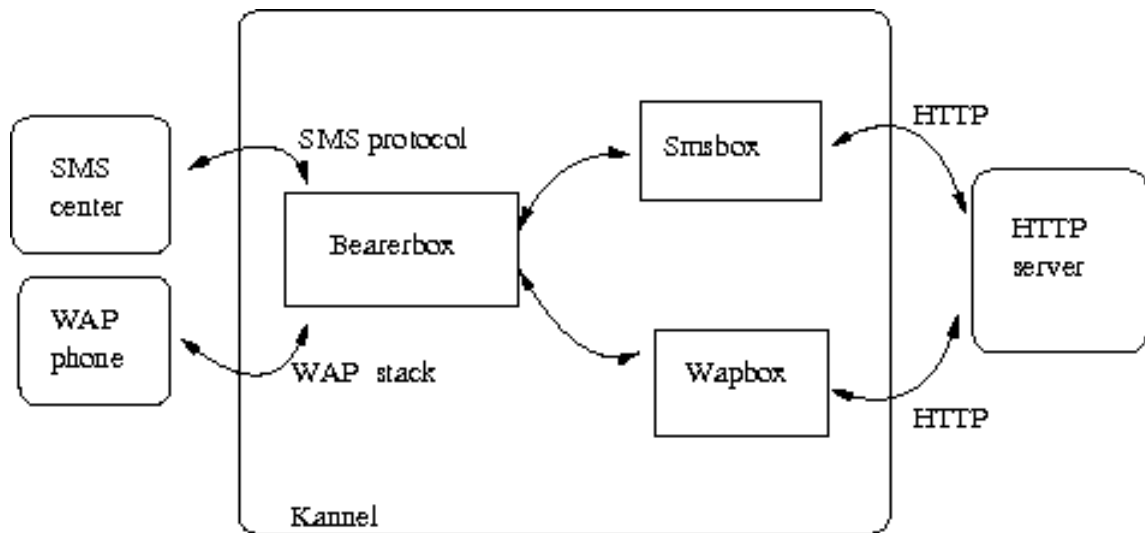 SMS
center
WAP
phone
SMS protocol
Bearerbox
WAP stack
Smsbox
Wapbox
HTTP
HTTP
server
HTTP
Kannel